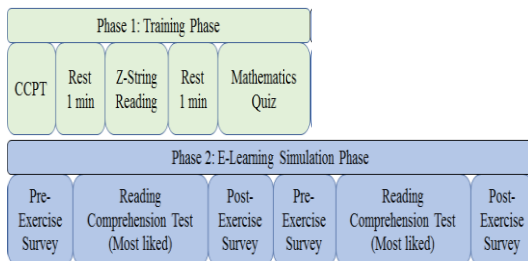 Phase 1: Training Phase
CCPT
Rest
1 min
Z-String
Reading
Rest
1 min
Mathematics
Quiz
Phase 2: E-Learning Simulation Phase
Pre-
Exercise
Survey
Reading
Comprehension Test
(Most liked)
Post-
Exercise
Survey
Pre-
Exercise
Survey
Reading
Comprehension Test
(Most liked)
Post-
Exercise
Survey